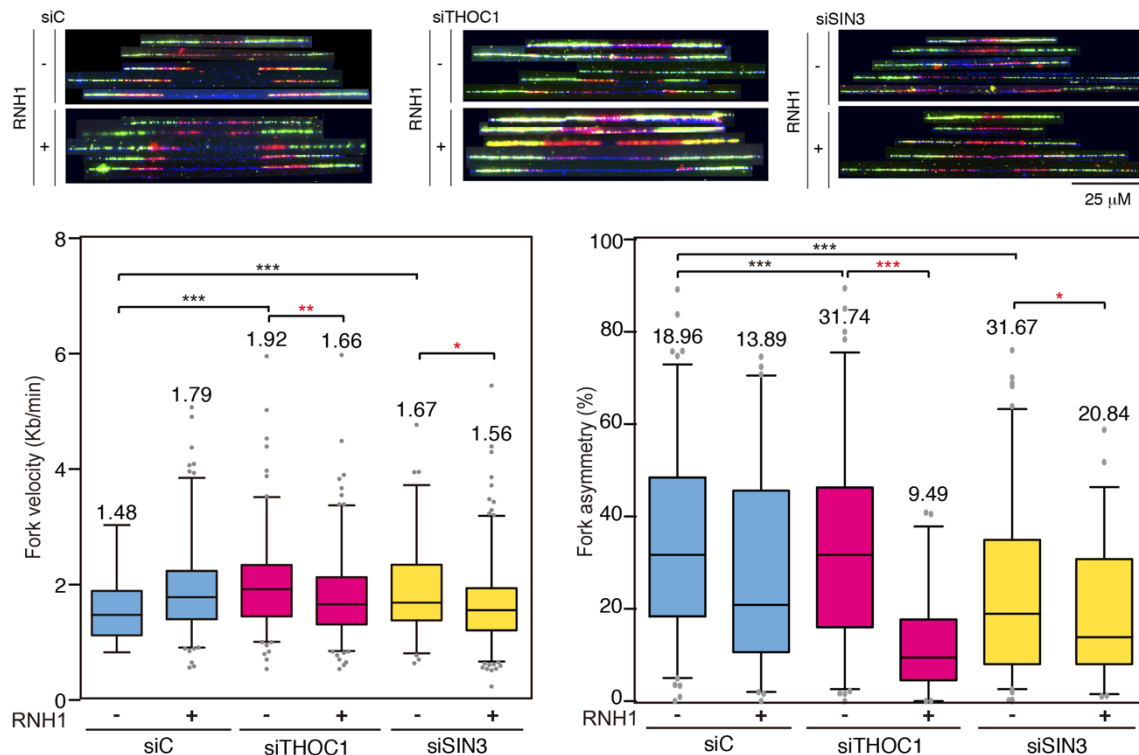 siC
siTHOC1
siSIN3
RNH1
-
+
RNH1
-
+
RNH1
-
+
25 μM
Fork velocity (Kb/min)
8
6
4
2
0
***
***
**
*
1.48
1.79
1.92
1.66
1.67
1.56
RNH1 - + - + - +
siC siTHOC1 siSIN3
Fork asymmetry (%)
100
80
60
40
20
0
***
***
***
*
18.96
13.89
31.74
9.49
31.67
20.84
RNH1 - + - + - +
siC siTHOC1 siSIN3